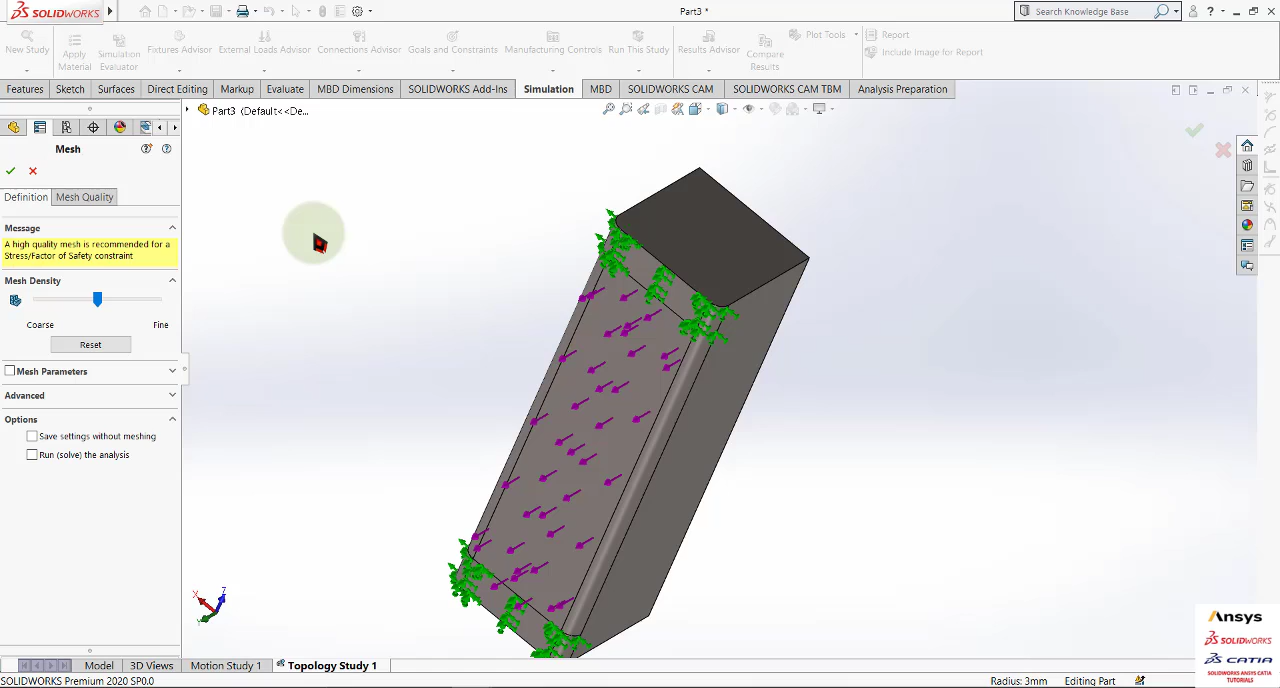 SOLIDWORKS
Part3 *
Search Knowledge Base
?
New Study
Apply
Material
Simulation
Evaluator
Fixtures Advisor
External Loads Advisor
Connections Advisor
Goals and Constraints
Manufacturing Controls
Run This Study
Results Advisor
Compare
Results
Plot Tools
Report
Include Image for Report
Features
Sketch
Surfaces
Direct Editing
Markup
Evaluate
MBD Dimensions
SOLIDWORKS Add-Ins
Simulation
MBD
SOLIDWORKS CAM
SOLIDWORKS CAM TBM
Analysis Preparation
Part3 (Default<<De...
Mesh
Definition
Mesh Quality
Message
A high quality mesh is recommended for a
Stress/Factor of Safety constraint
Mesh Density
Coarse
Fine
Reset
Mesh Parameters
Advanced
Options
Save settings without meshing
Run (solve) the analysis
X
Y
Z
Ansys
SOLIDWORKS
CATIA
SOLIDWORKS ANSYS CATIA
TUTORIALS
Model
3D Views
Motion Study 1
Topology Study 1
SOLIDWORKS Premium 2020 SP0.0
Radius: 3mm
Editing Part